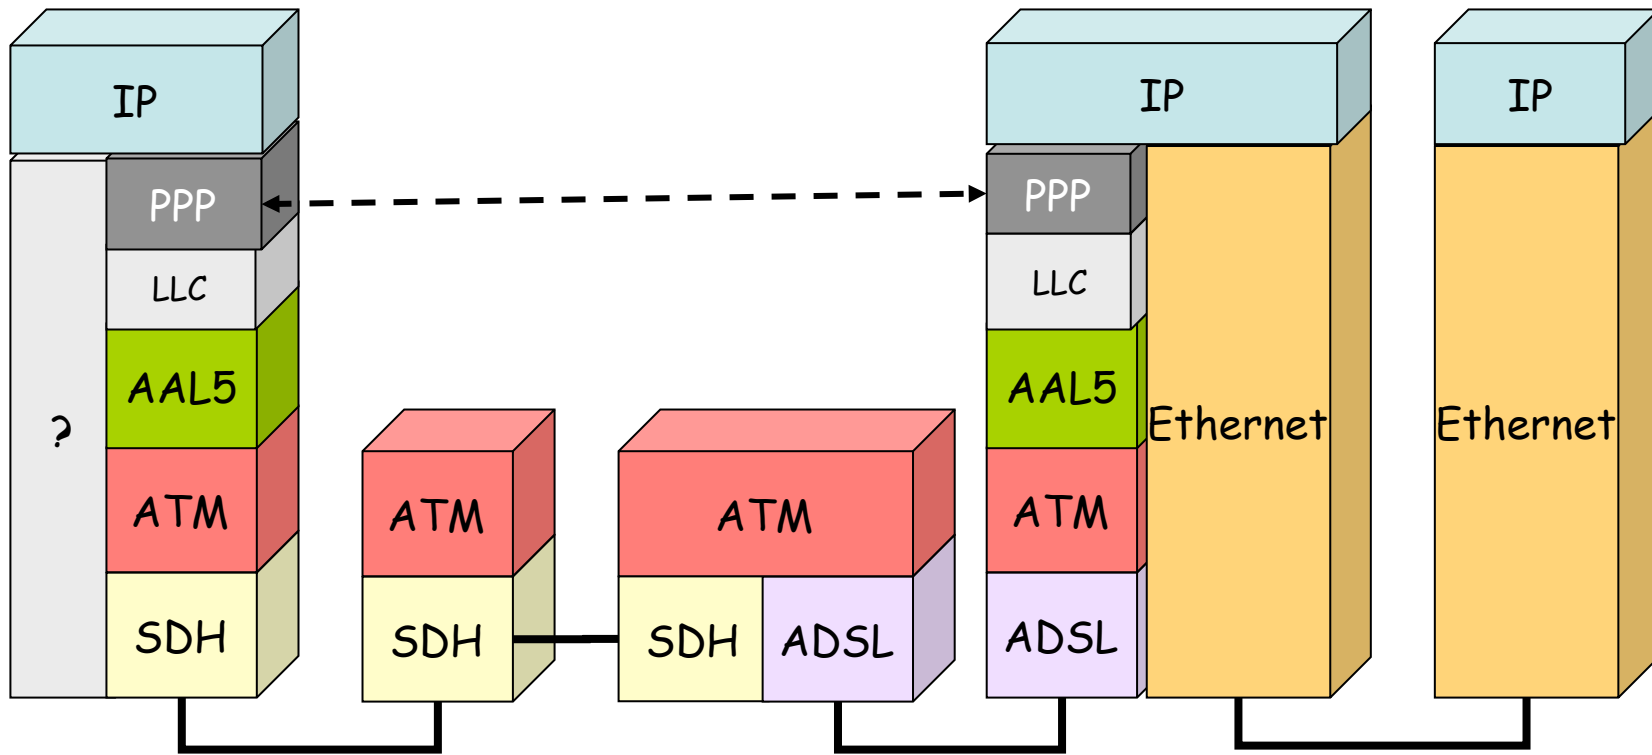 IP
PPP
LLC
AAL5
?
ATM
SDH
ATM
SDH
ATM
SDH
ADSL
IP
PPP
LLC
AAL5
ATM
ADSL
Ethernet
IP
Ethernet